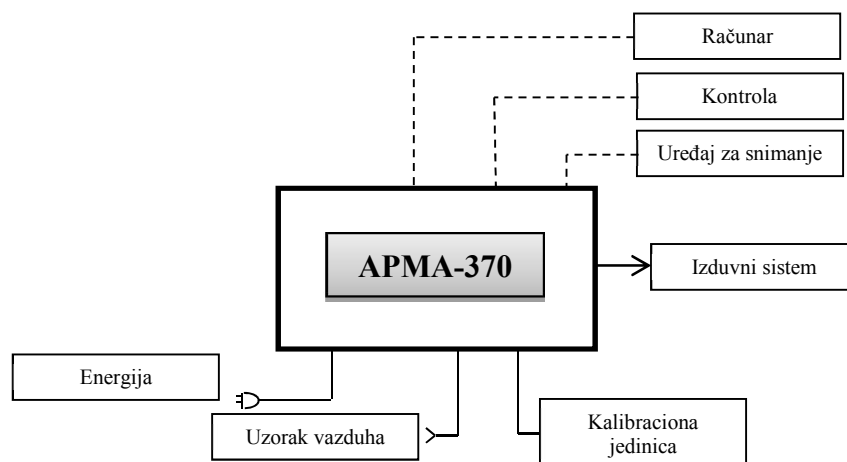 Računar
Kontrola
Uređaj za snimanje
APMA-370
Izduvni sistem
Energija
Uzorak vazduha
Kalibraciona
jedinica